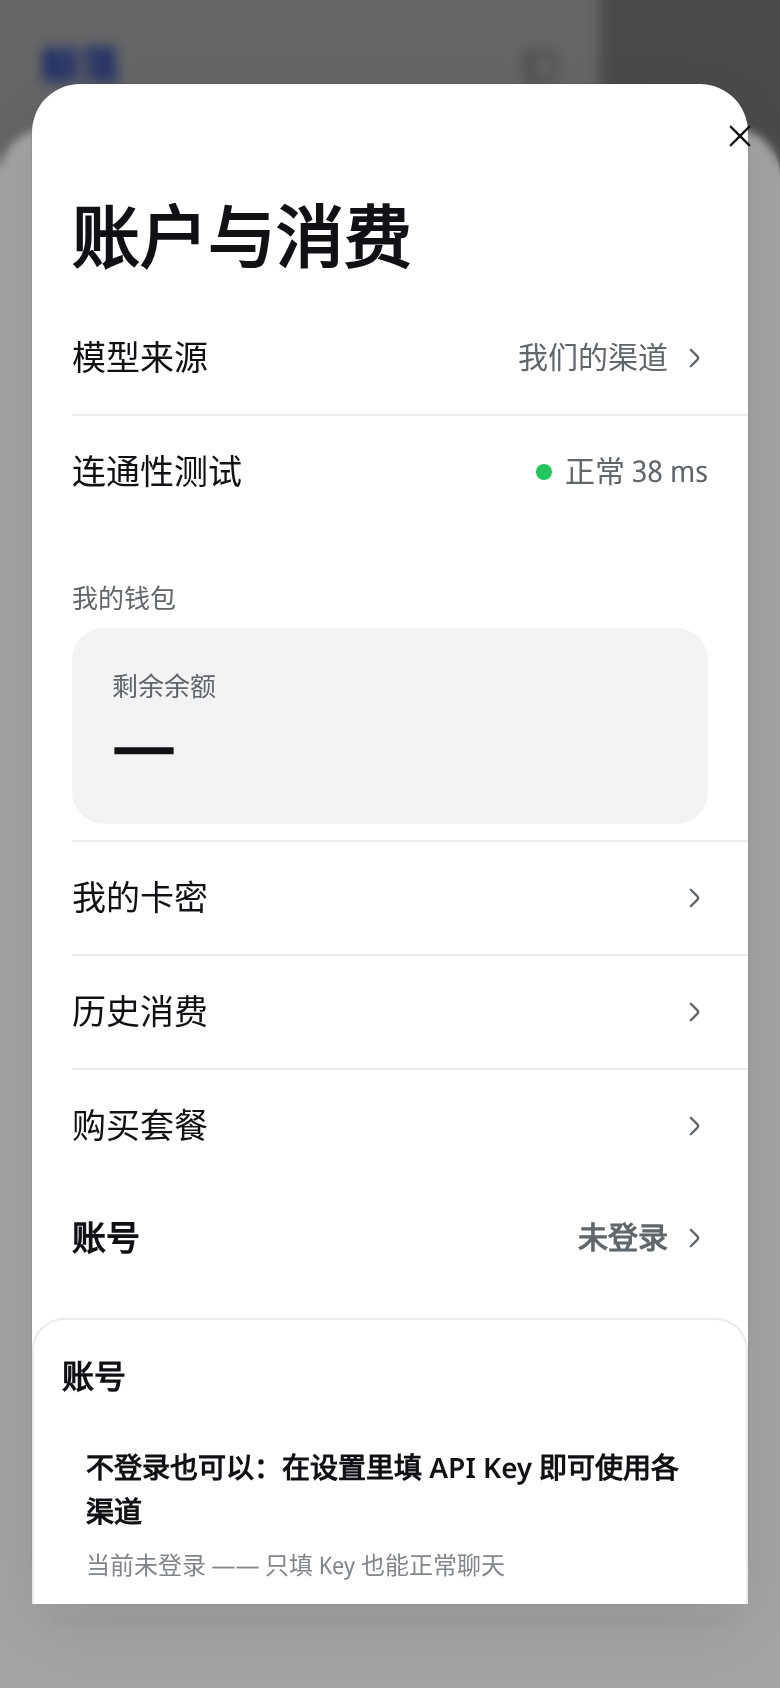 账户与消费
模型来源
我们的渠道
连通性测试
正常 38 ms
我的钱包
剩余余额
—
我的卡密
历史消费
购买套餐
账号
未登录
账号
不登录也可以：在设置里填 API Key 即可使用各
渠道
当前未登录 —— 只填 Key 也能正常聊天